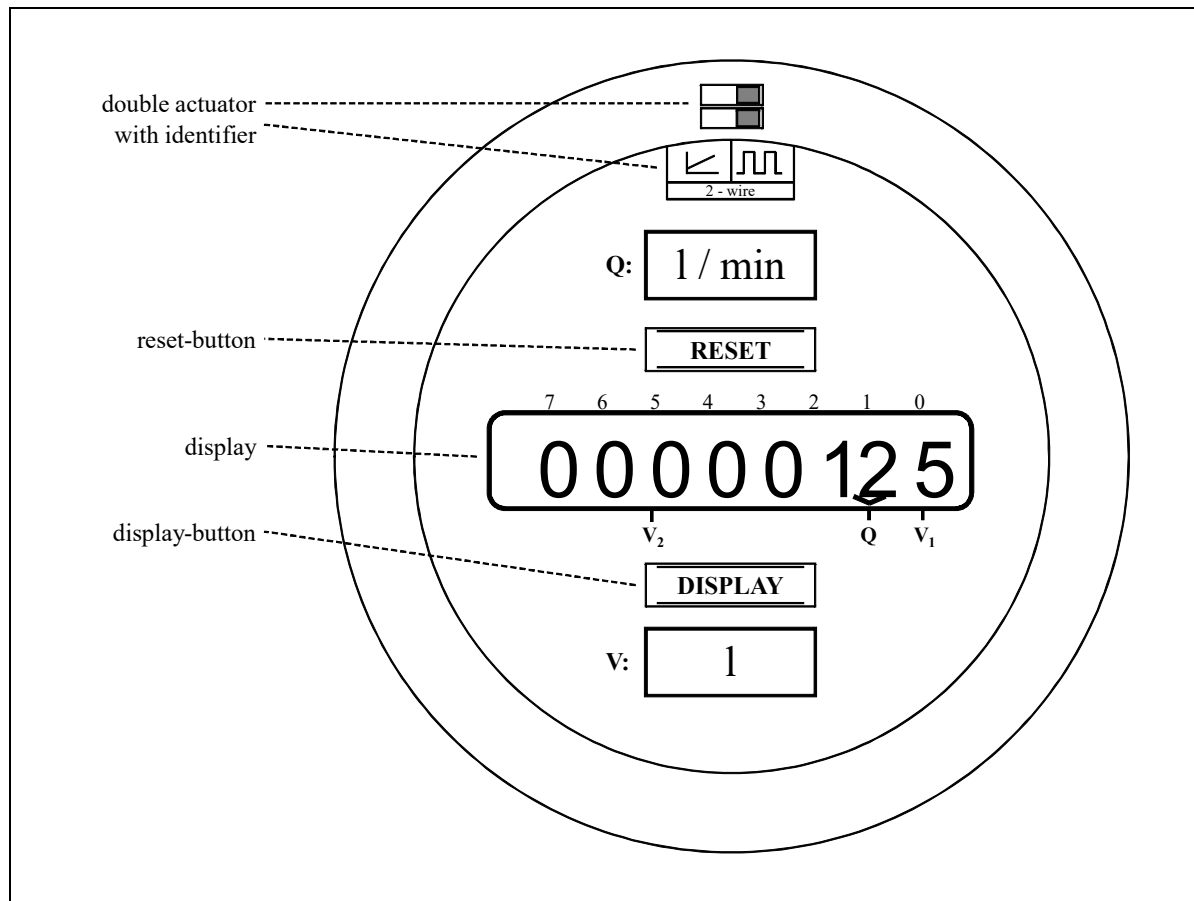 double actuator
with identifier
2 - wire
Q: l / min
reset-button
RESET
7 6 5 4 3 2 1 0
display
00000125
V₂ Q V₁
display-button
DISPLAY
V: l